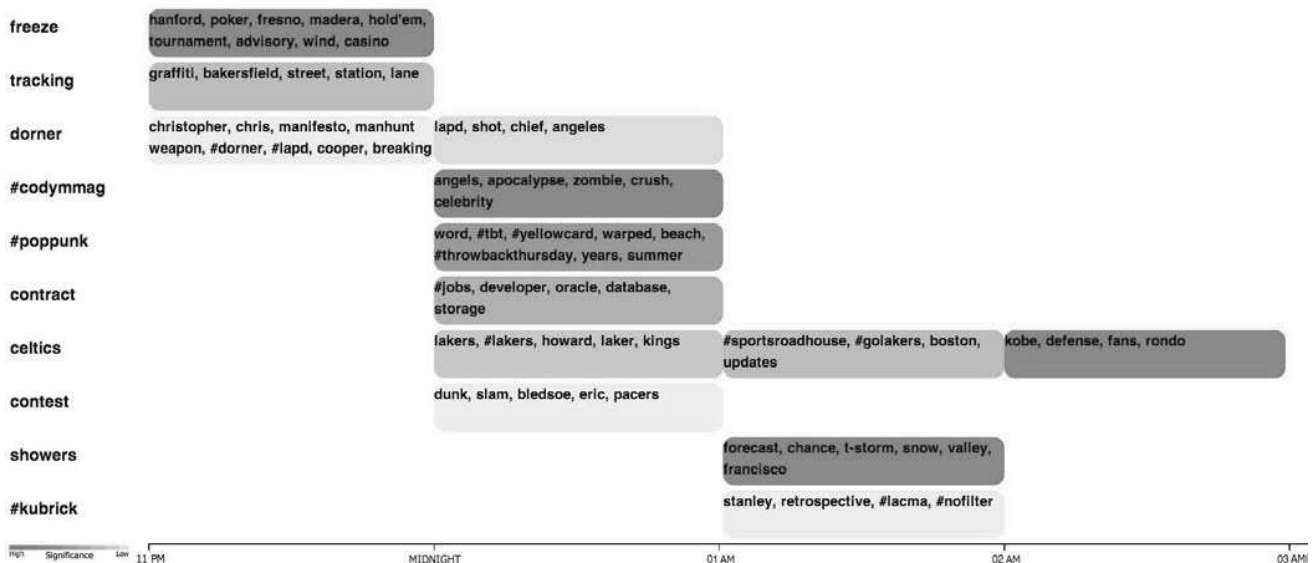 freeze
hanford, poker, fresno, madera, hold'em,
tournament, advisory, wind, casino
tracking
graffiti, bakersfield, street, station, lane
dorner
christopher, chris, manifesto, manhunt
weapon, #dorner, #lapd, cooper, breaking
lapd, shot, chief, angeles
#codymmag
angels, apocalypse, zombie, crush,
celebrity
#poppunk
word, #tbt, #yellowcard, warped, beach,
#throwbackthursday, years, summer
contract
#jobs, developer, oracle, database,
storage
celtics
lakers, #lakers, howard, laker, kings
#sportsroadhouse, #golakers, boston,
updates
kobe, defense, fans, rondo
contest
dunk, slam, bledsoe, eric, pacers
showers
forecast, chance, t-storm, snow, valley,
francisco
#kubrick
stanley, retrospective, #lacma, #nofilter
High Significance Low
11 PM MIDNIGHT 01 AM 02 AM 03 AM